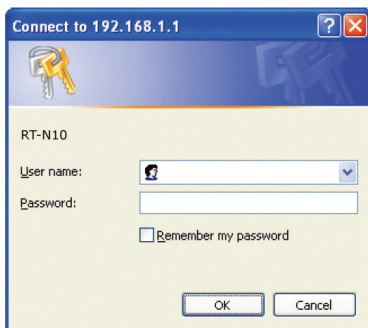 Connect to 192.168.1.1
RT-N10
User name:
Password:
Remember my password
OK Cancel